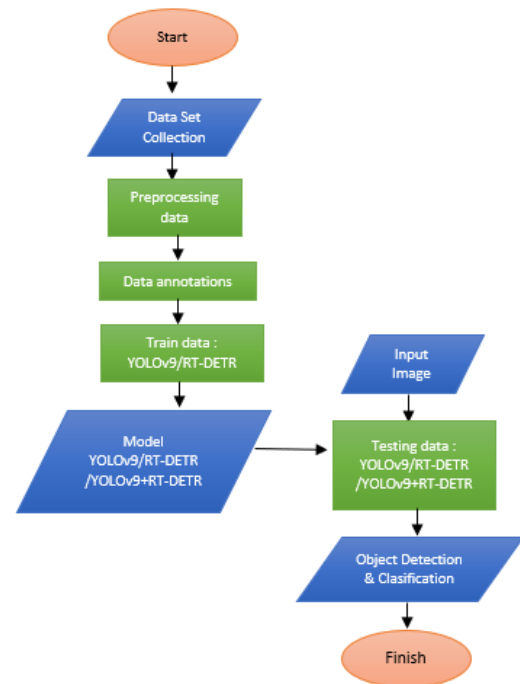 Start
Data Set
Collection
Preprocessing
data
Data annotations
Train data :
YOLOv9/RT-DETR
Model
YOLOv9/RT-DETR
/YOLOv9+RT-DETR
Input
Image
Testing data :
YOLOv9/RT-DETR
/YOLOv9+RT-DETR
Object Detection
& Clasification
Finish